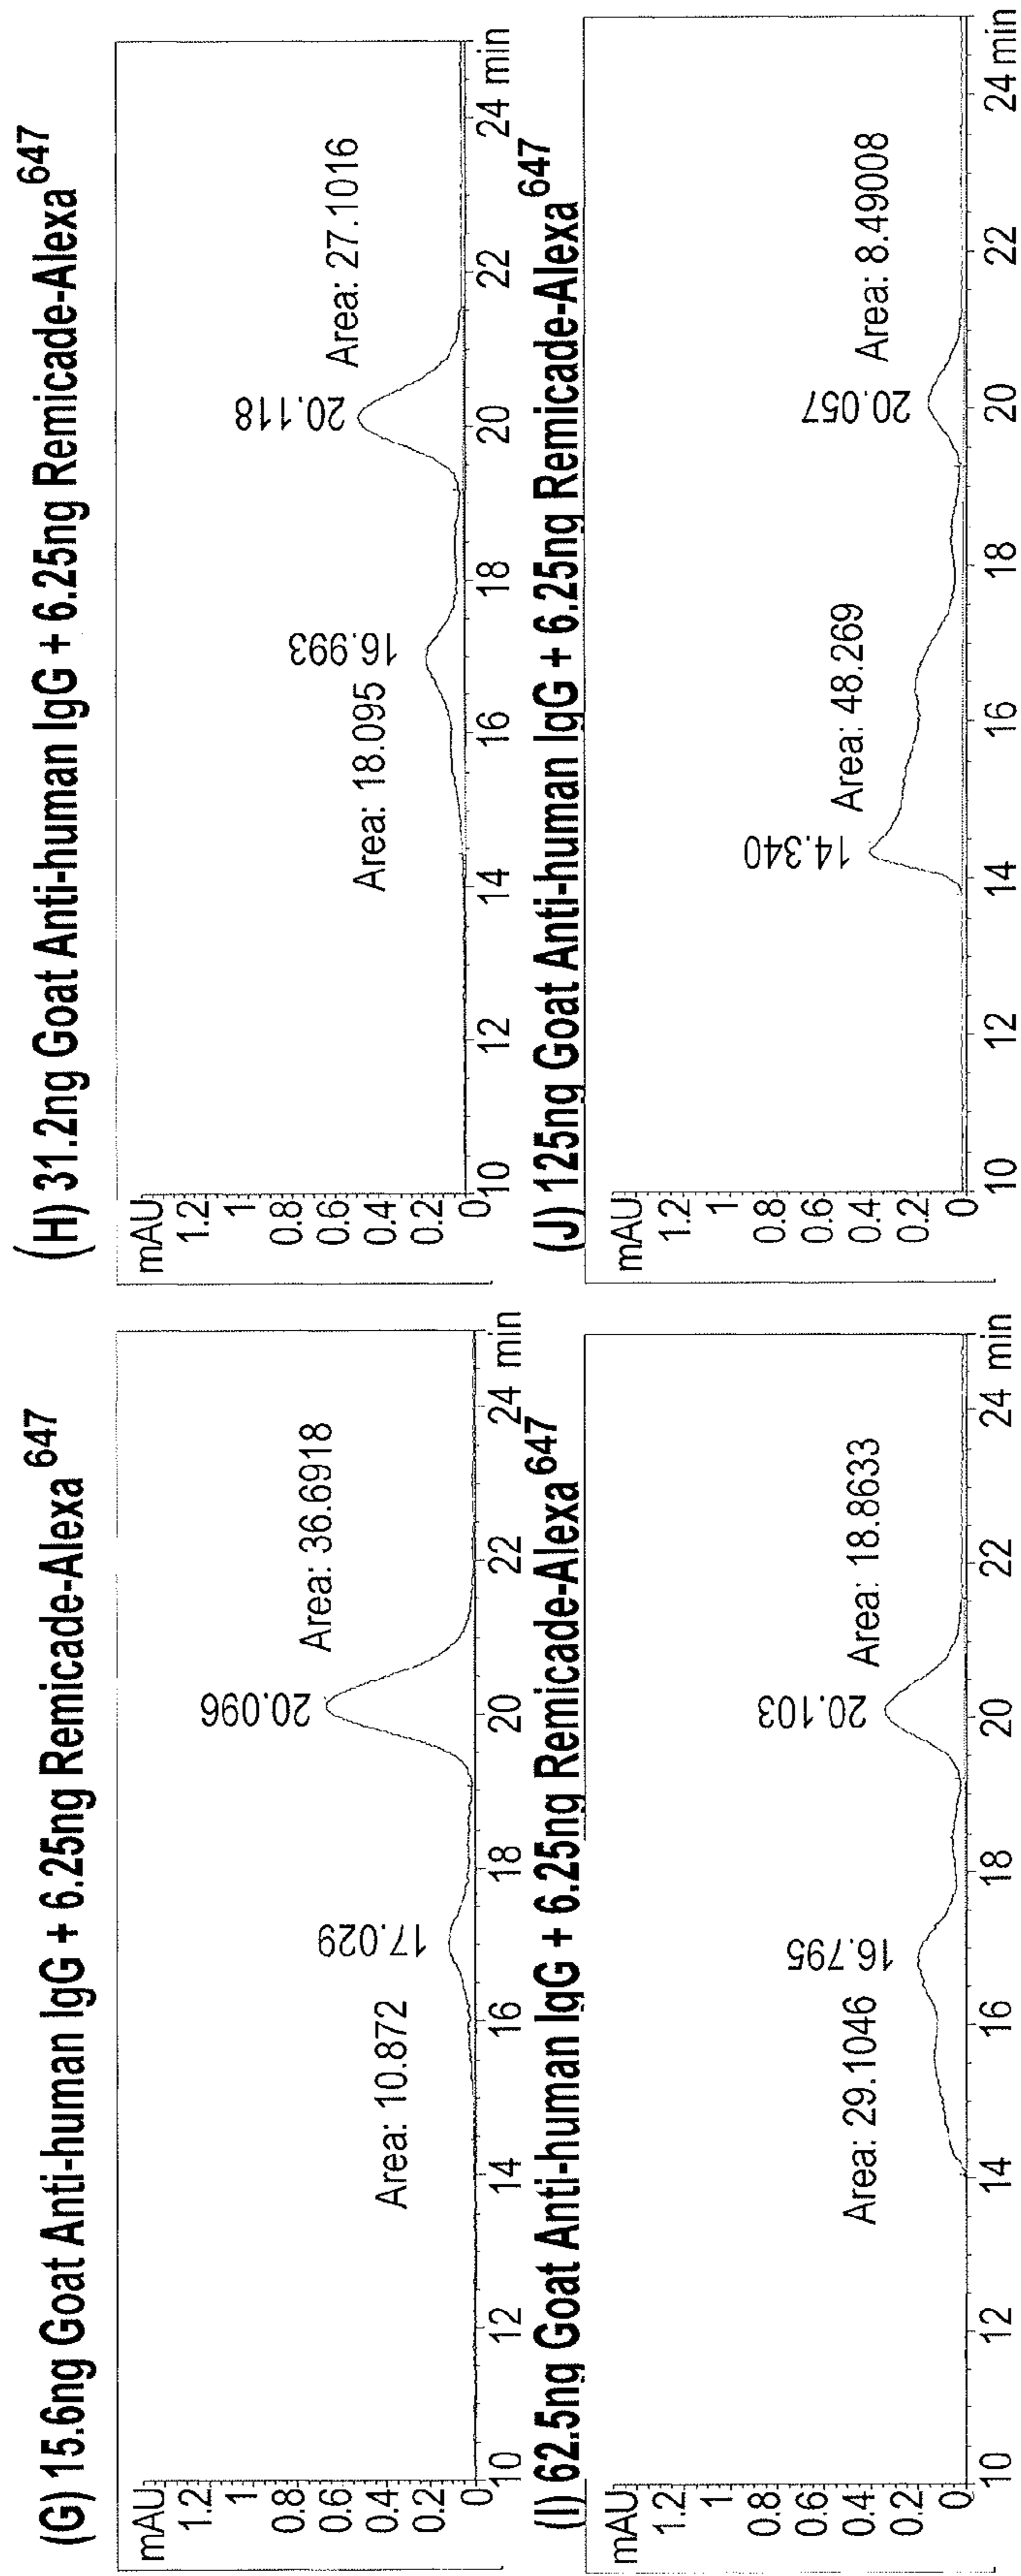 (G) 15.6ng Goat Anti-human IgG + 6.25ng Remicade-Alexa647
mAU
1.2
1
0.8
0.6
0.4
0.2
0
Area: 10.872
17.029
20.096
Area: 36.6918
10 12 14 16 18 20 22 24 min
(H) 31.2ng Goat Anti-human IgG + 6.25ng Remicade-Alexa647
mAU
1.2
1
0.8
0.6
0.4
0.2
0
Area: 18.095
16.993
20.118
Area: 27.1016
10 12 14 16 18 20 22 24 min
(I) 62.5ng Goat Anti-human IgG + 6.25ng Remicade-Alexa647
mAU
1.2
1
0.8
0.6
0.4
0.2
0
Area: 29.1046
16.795
20.103
Area: 18.8633
10 12 14 16 18 20 22 24 min
(J) 125ng Goat Anti-human IgG + 6.25ng Remicade-Alexa647
mAU
1.2
1
0.8
0.6
0.4
0.2
0
14.340
Area: 48.269
20.057
Area: 8.49008
10 12 14 16 18 20 22 24 min